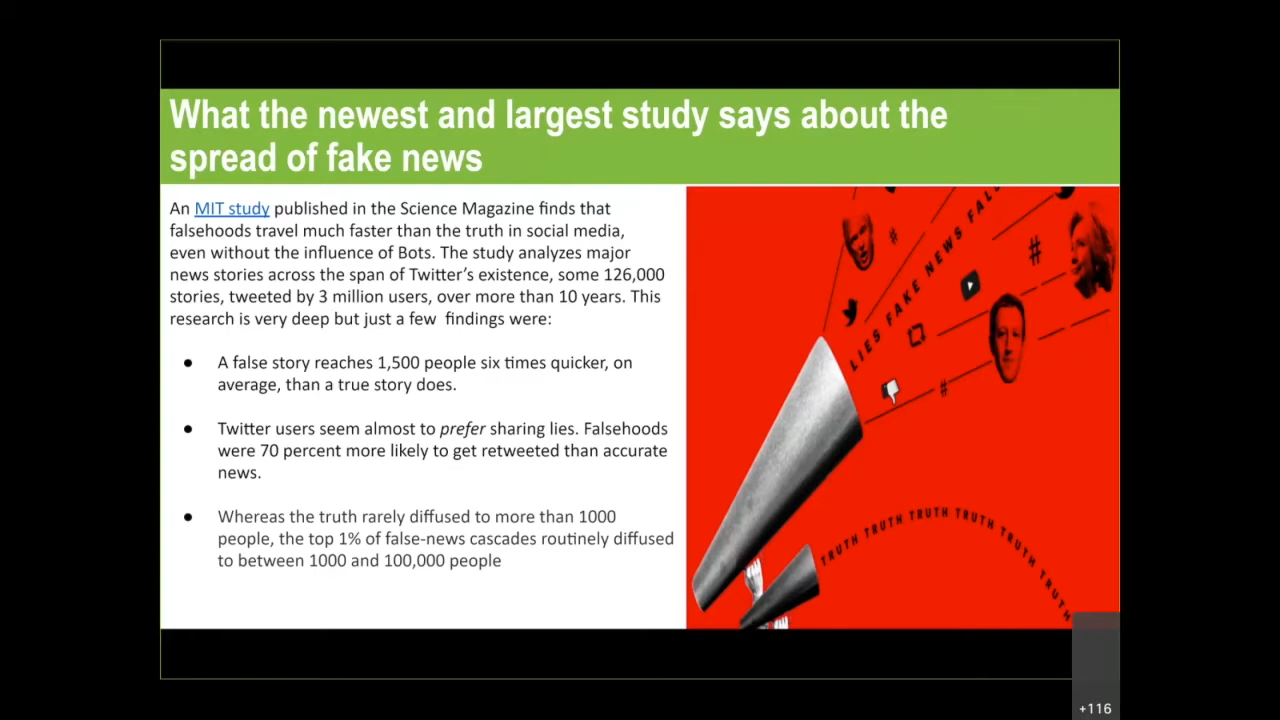 What the newest and largest study says about the
spread of fake news
An MIT study published in the Science Magazine finds that
falsehoods travel much faster than the truth in social media,
even without the influence of Bots. The study analyzes major
news stories across the span of Twitter's existence, some 126,000
stories, tweeted by 3 million users, over more than 10 years. This
research is very deep but just a few findings were:
● A false story reaches 1,500 people six times quicker, on
average, than a true story does.
● Twitter users seem almost to prefer sharing lies. Falsehoods
were 70 percent more likely to get retweeted than accurate
news.
● Whereas the truth rarely diffused to more than 1000
people, the top 1% of false-news cascades routinely diffused
to between 1000 and 100,000 people
LIES FAKE NEWS FAL
#
#
#
TRUTH TRUTH TRUTH TRUTH TRUTH TRUTH
+116